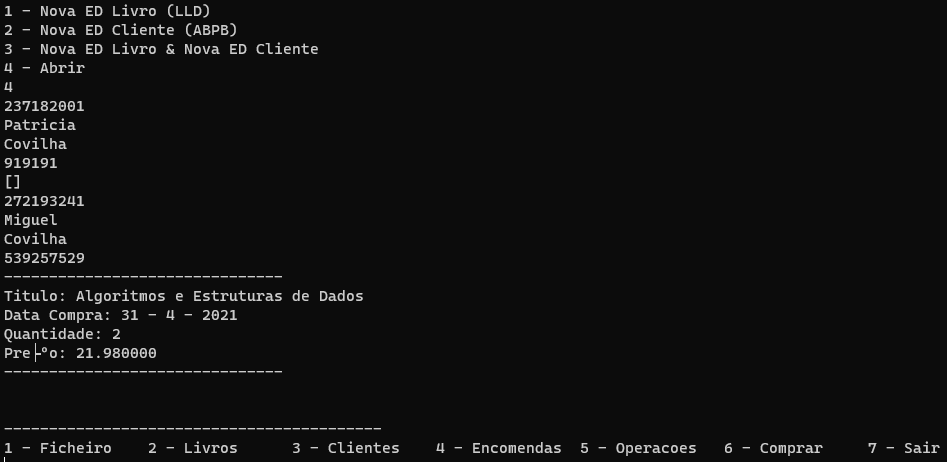 1 - Nova ED Livro (LLD)
2 - Nova ED Cliente (ABPB)
3 - Nova ED Livro & Nova ED Cliente
4 - Abrir
4
237182001
Patricia
Covilha
919191
[]
272193241
Miguel
Covilha
539257529
-------------------------------
Titulo: Algoritmos e Estruturas de Dados
Data Compra: 31 - 4 - 2021
Quantidade: 2
Pre├ºo: 21.980000
-------------------------------
------------------------------------------
1 - Ficheiro    2 - Livros      3 - Clientes    4 - Encomendas  5 - Operacoes   6 - Comprar     7 - Sair